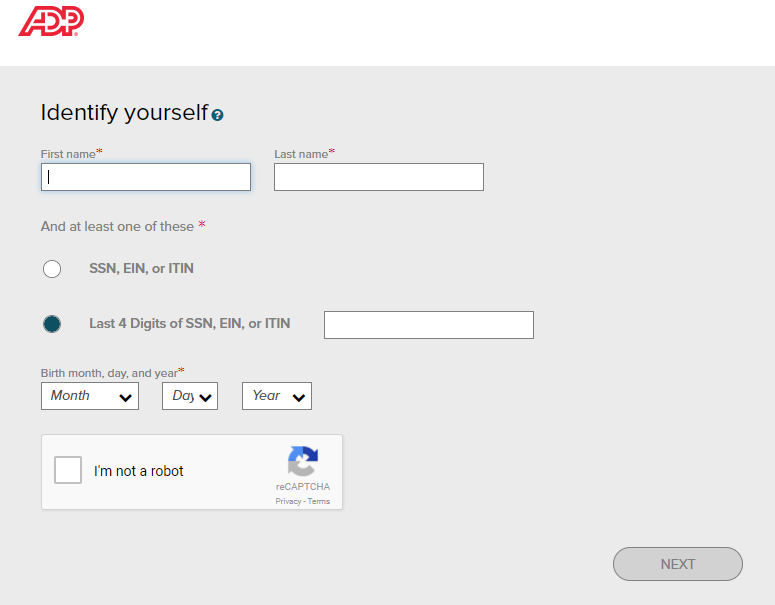 ADP
Identify yourself ?
First name* Last name*
And at least one of these *
SSN, EIN, or ITIN
Last 4 Digits of SSN, EIN, or ITIN
Birth month, day, and year*
Month Day Year
I'm not a robot
reCAPTCHA
Privacy - Terms
NEXT